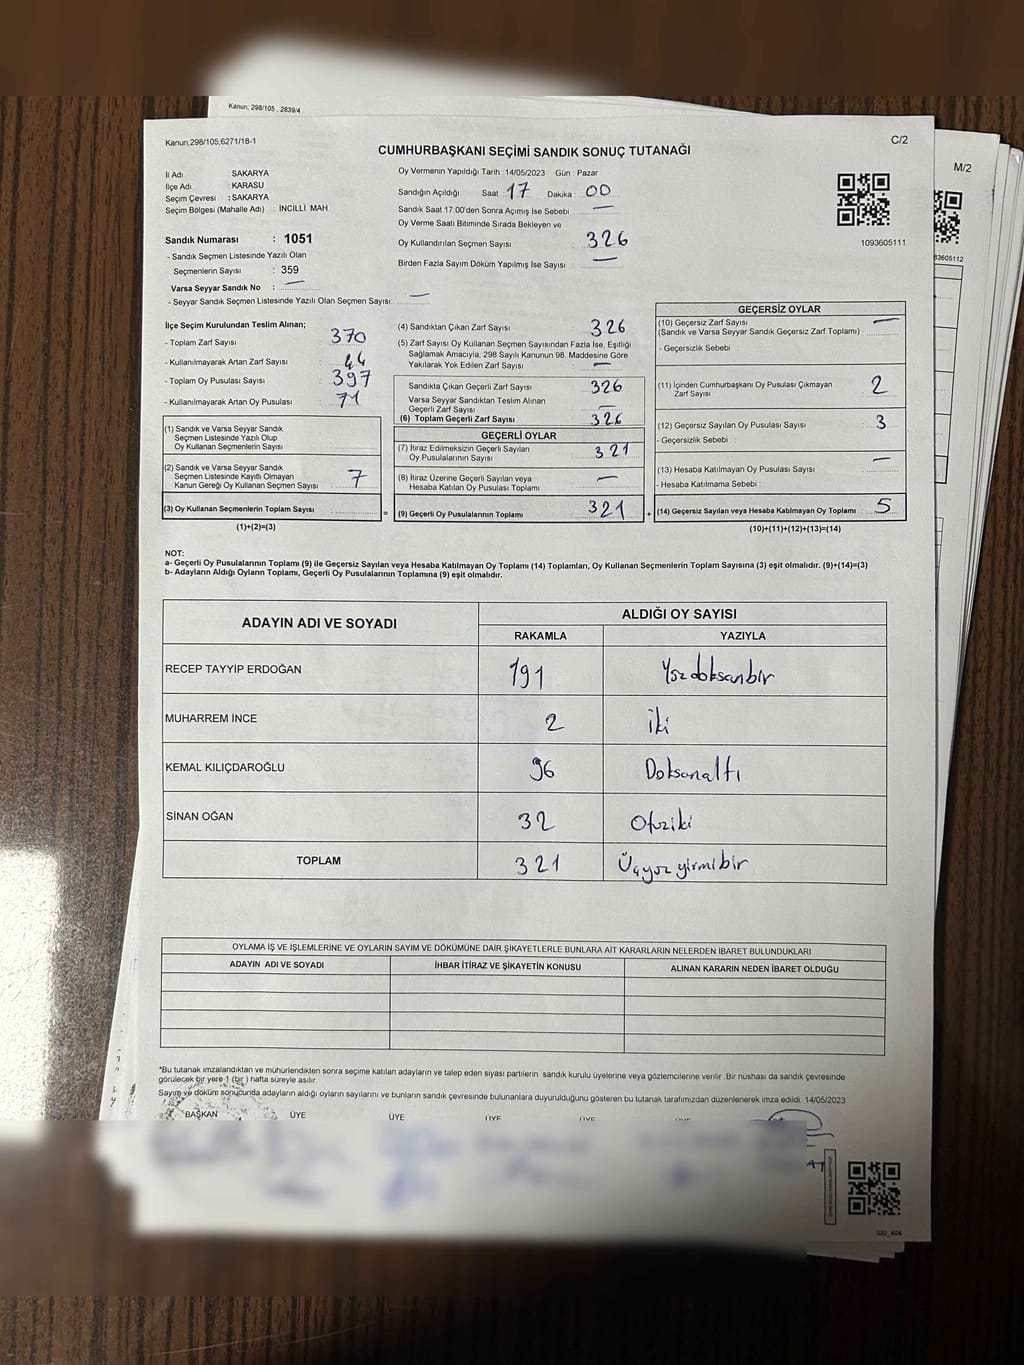 Kanun; 298/105 , 2839/4
Kanun;298/105;6271/18-1
C/2
M/2
CUMHURBAŞKANI SEÇİMİ SANDIK SONUÇ TUTANAĞI
İl Adı : SAKARYA
İlçe Adı : KARASU
Seçim Çevresi : SAKARYA
Seçim Bölgesi (Mahalle Adı) : İNCİLLİ MAH
Sandık Numarası : 1051
- Sandık Seçmen Listesinde Yazılı Olan
Seçmenlerin Sayısı : 359
Varsa Seyyar Sandık No : —
- Seyyar Sandık Seçmen Listesinde Yazılı Olan Seçmen Sayısı: —
Oy Vermenin Yapıldığı Tarih : 14/05/2023 Gün : Pazar
Sandığın Açıldığı Saat 17 Dakika : 00
Sandık Saat 17.00'den Sonra Açımış İse Sebebi : —
Oy Verme Saati Bitiminde Sırada Bekleyen ve
Oy Kullandırılan Seçmen Sayısı : 326
Birden Fazla Sayım Döküm Yapılmış İse Sayısı : —
1093605111
93605112
İlçe Seçim Kurulundan Teslim Alınan;
- Toplam Zarf Sayısı : 370
- Kullanılmayarak Artan Zarf Sayısı : 44
- Toplam Oy Pusulası Sayısı : 397
- Kullanılmayarak Artan Oy Pusulası : 71
(1) Sandık ve Varsa Seyyar Sandık
Seçmen Listesinde Yazılı Olup
Oy Kullanan Seçmenlerin Sayısı :
(2) Sandık ve Varsa Seyyar Sandık
Seçmen Listesinde Kayıtlı Olmayan
Kanun Gereği Oy Kullanan Seçmen Sayısı : 7
(3) Oy Kullanan Seçmenlerin Toplam Sayısı :
(1)+(2)=(3)
(4) Sandıktan Çıkan Zarf Sayısı : 326
(5) Zarf Sayısı Oy Kullanan Seçmen Sayısından Fazla İse, Eşitliği
Sağlamak Amacıyla, 298 Sayılı Kanunun 98. Maddesine Göre
Yakılarak Yok Edilen Zarf Sayısı : —
Sandıkta Çıkan Geçerli Zarf Sayısı : 326
Varsa Seyyar Sandıktan Teslim Alınan
Geçerli Zarf Sayısı : —
(6) Toplam Geçerli Zarf Sayısı : 326
GEÇERLİ OYLAR
(7) İtiraz Edilmeksizin Geçerli Sayılan
Oy Pusulalarının Sayısı : 321
(8) İtiraz Üzerine Geçerli Sayılan veya
Hesaba Katılan Oy Pusulası Toplamı : —
= (9) Geçerli Oy Pusulalarının Toplamı : 321 +
GEÇERSİZ OYLAR
(10) Geçersiz Zarf Sayısı : —
(Sandık ve Varsa Seyyar Sandık Geçersiz Zarf Toplamı)
- Geçersizlik Sebebi :
(11) İçinden Cumhurbaşkanı Oy Pusulası Çıkmayan
Zarf Sayısı : 2
(12) Geçersiz Sayılan Oy Pusulası Sayısı : 3
- Geçersizlik Sebebi :
(13) Hesaba Katılmayan Oy Pusulası Sayısı : —
- Hesaba Katılmama Sebebi :
(14) Geçersiz Sayılan veya Hesaba Katılmayan Oy Toplamı : 5
(10)+(11)+(12)+(13)=(14)
NOT:
a- Geçerli Oy Pusulalarının Toplamı (9) ile Geçersiz Sayılan veya Hesaba Katılmayan Oy Toplamı (14) Toplamları, Oy Kullanan Seçmenlerin Toplam Sayısına (3) eşit olmalıdır. (9)+(14)=(3)
b- Adayların Aldığı Oyların Toplamı, Geçerli Oy Pusulalarının Toplamına (9) eşit olmalıdır.
ADAYIN ADI VE SOYADI ALDIĞI OY SAYISI
RAKAMLA YAZIYLA
RECEP TAYYİP ERDOĞAN 191 Yüzdoksanbir
MUHARREM İNCE 2 İki
KEMAL KILIÇDAROĞLU 96 Doksanaltı
SİNAN OĞAN 32 Otuziki
TOPLAM 321 Üçyüzyirmibir
OYLAMA İŞ VE İŞLEMLERİNE VE OYLARIN SAYIM VE DÖKÜMÜNE DAİR ŞİKAYETLERLE BUNLARA AİT KARARLARIN NELERDEN İBARET BULUNDUKLARI
ADAYIN ADI VE SOYADI İHBAR İTİRAZ VE ŞİKAYETİN KONUSU ALINAN KARARIN NEDEN İBARET OLDUĞU
*Bu tutanak imzalandıktan ve mühürlendikten sonra seçime katılan adayların ve talep eden siyasi partilerin sandık kurulu üyelerine veya gözlemcilerine verilir .Bir nüshası da sandık çevresinde
görülecek bir yere 1 (bir ) hafta süreyle asılır.
Sayım ve döküm sonucunda adayların aldığı oyların sayılarını ve bunların sandık çevresinde bulunanlara duyurulduğunu gösteren bu tutanak tarafımızdan düzenlenerek imza edildi. 14/05/2023
BAŞKAN ÜYE ÜYE ÜYE ÜYE ÜYE